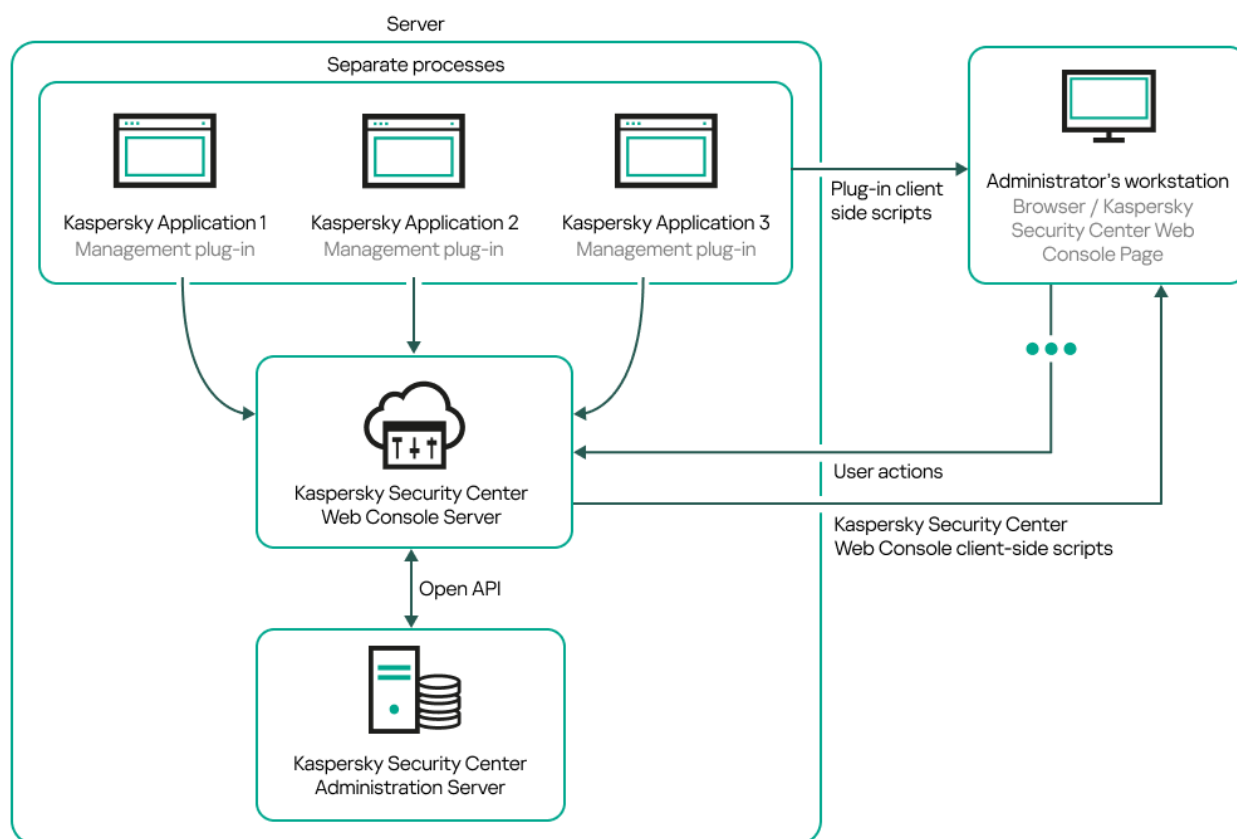 Server
Separate processes
Kaspersky Application 1
Management plug-in
Kaspersky Application 2
Management plug-in
Kaspersky Application 3
Management plug-in
Plug-in client
side scripts
Administrator's workstation
Browser / Kaspersky
Security Center Web
Console Page
Kaspersky Security Center
Web Console Server
User actions
Kaspersky Security Center
Web Console client-side scripts
Open API
Kaspersky Security Center
Administration Server